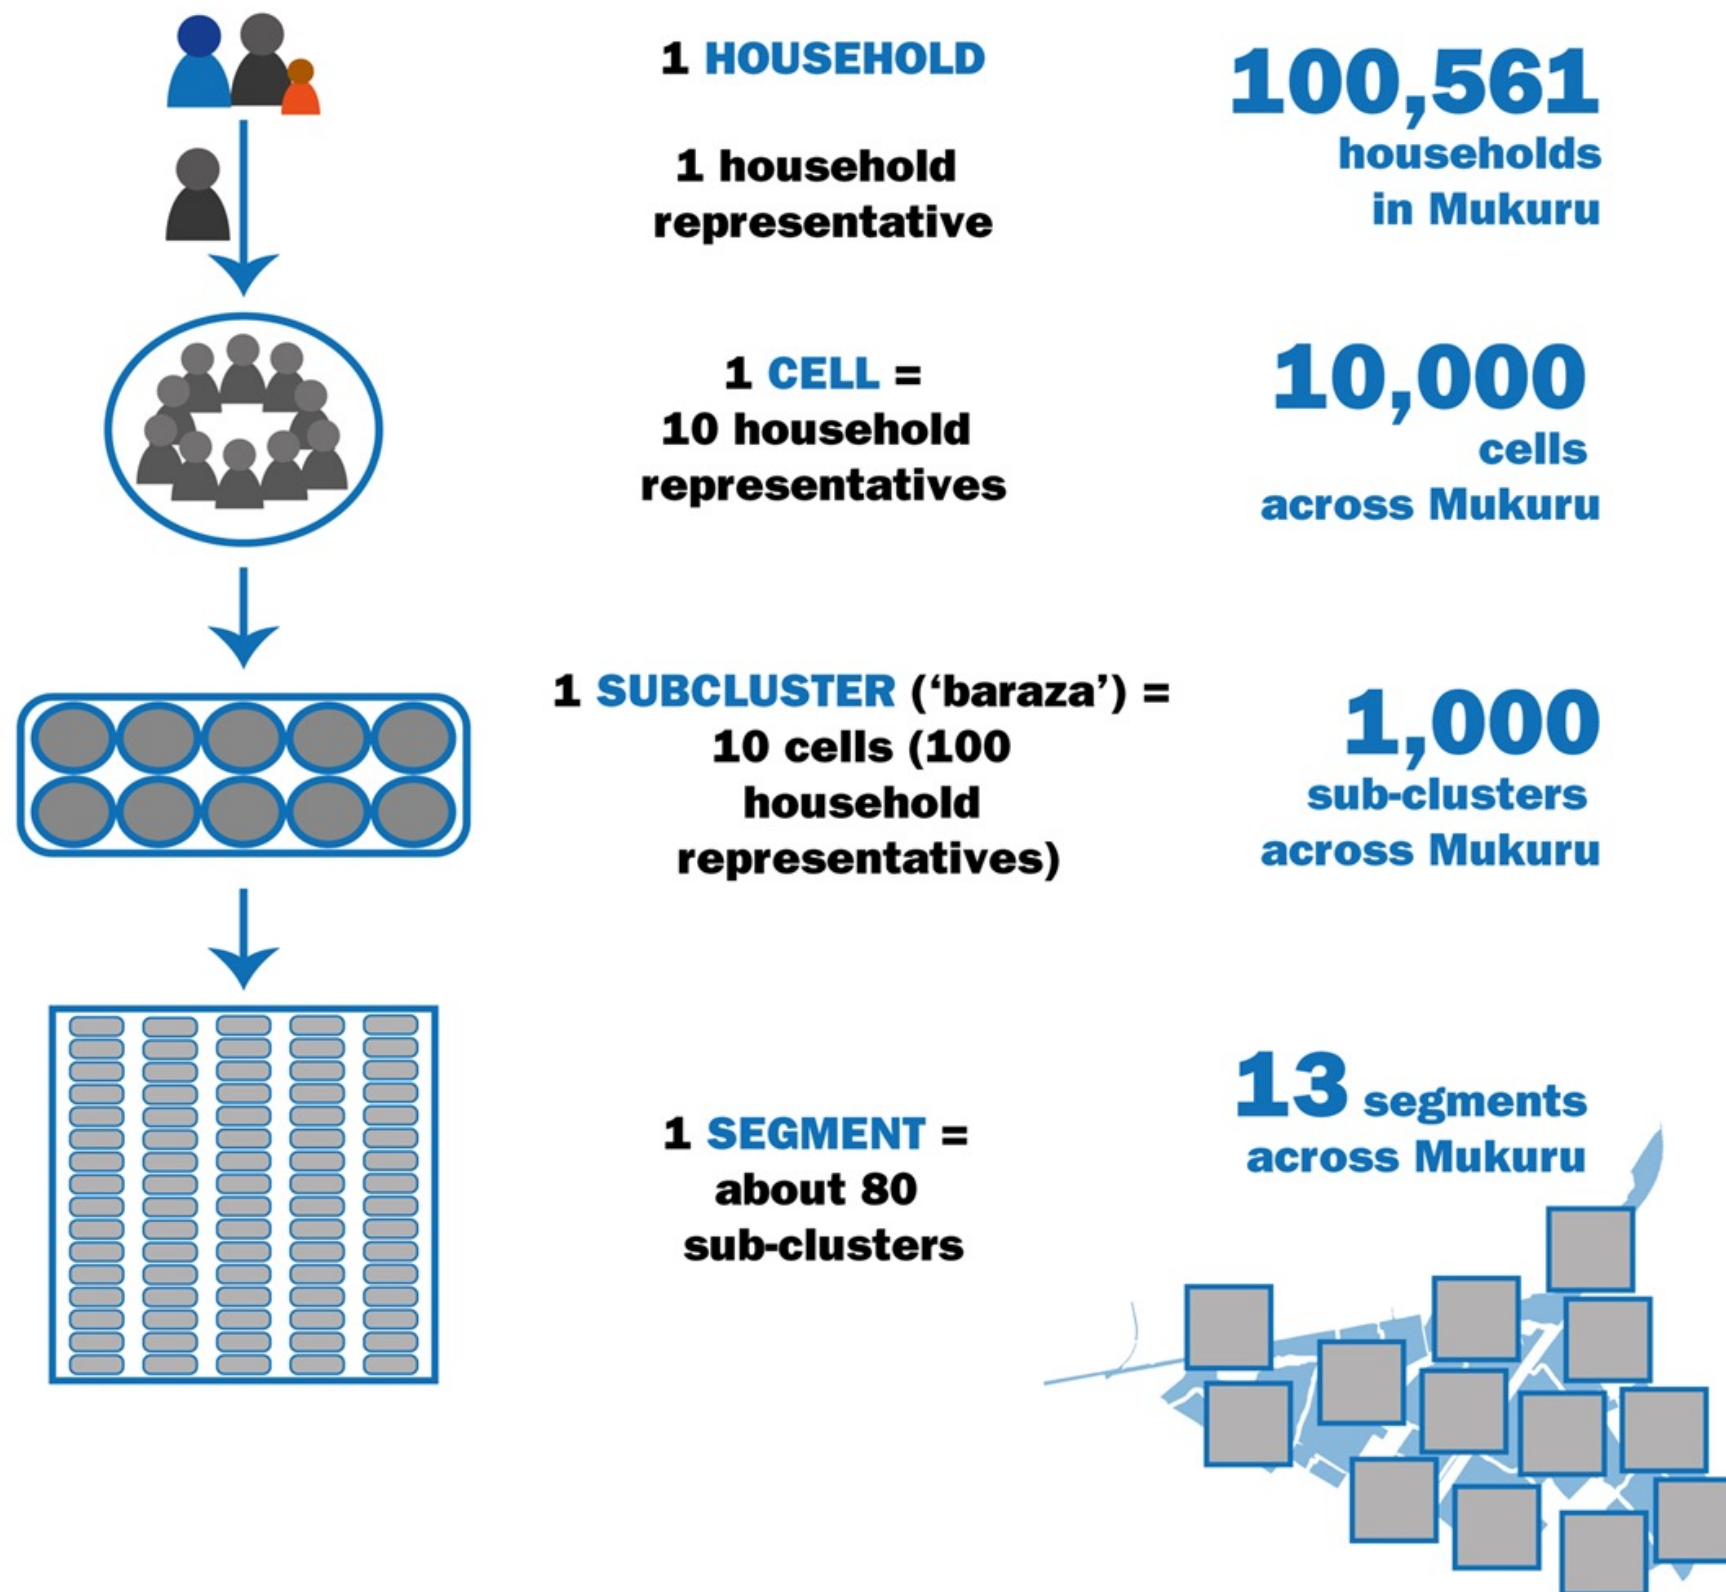 1 HOUSEHOLD
1 household
representative
100,561
households
in Mukuru
1 CELL =
10 household
representatives
10,000
cells
across Mukuru
1 SUBCLUSTER (‘baraza’) =
10 cells (100
household
representatives)
1,000
sub-clusters
across Mukuru
1 SEGMENT =
about 80
sub-clusters
13 segments
across Mukuru